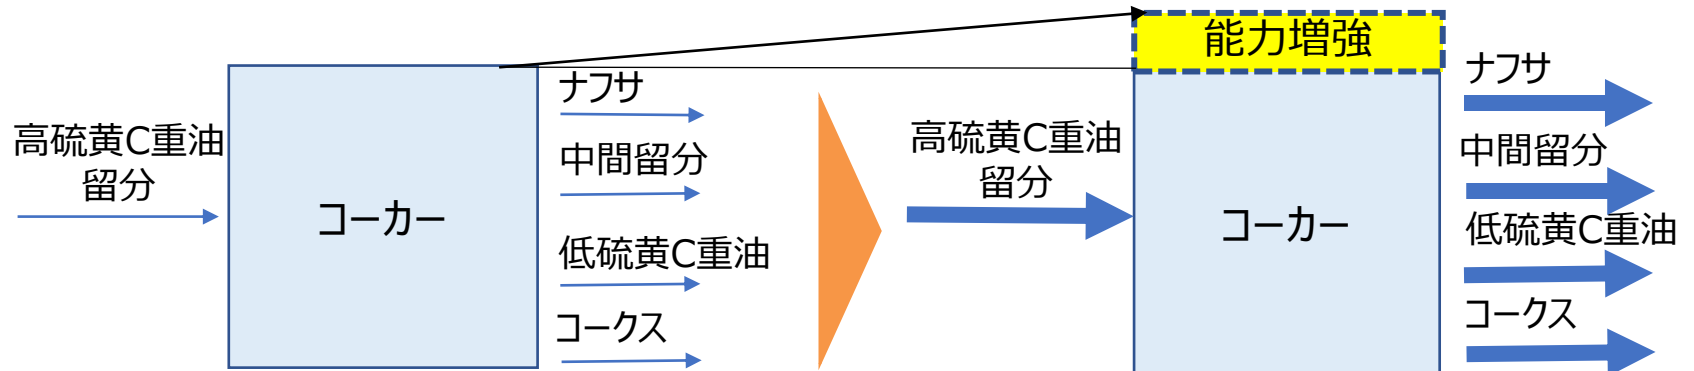 高硫黄C重油
留分
コーカー
ナフサ
中間留分
低硫黄C重油
コークス
高硫黄C重油
留分
能力増強
コーカー
ナフサ
中間留分
低硫黄C重油
コークス